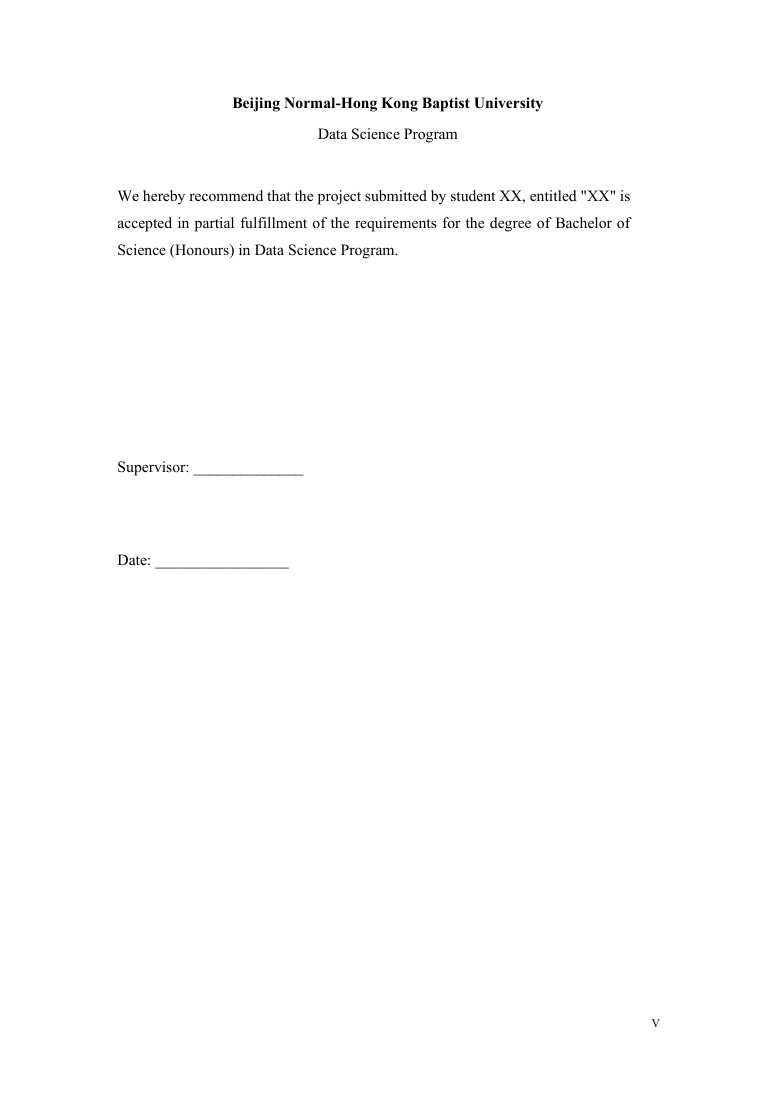 Beijing Normal-Hong Kong Baptist University
Data Science Program
We hereby recommend that the project submitted by student XX, entitled "XX" is
accepted in partial fulfillment of the requirements for the degree of Bachelor of
Science (Honours) in Data Science Program.
Supervisor: ______________
Date: _________________
V